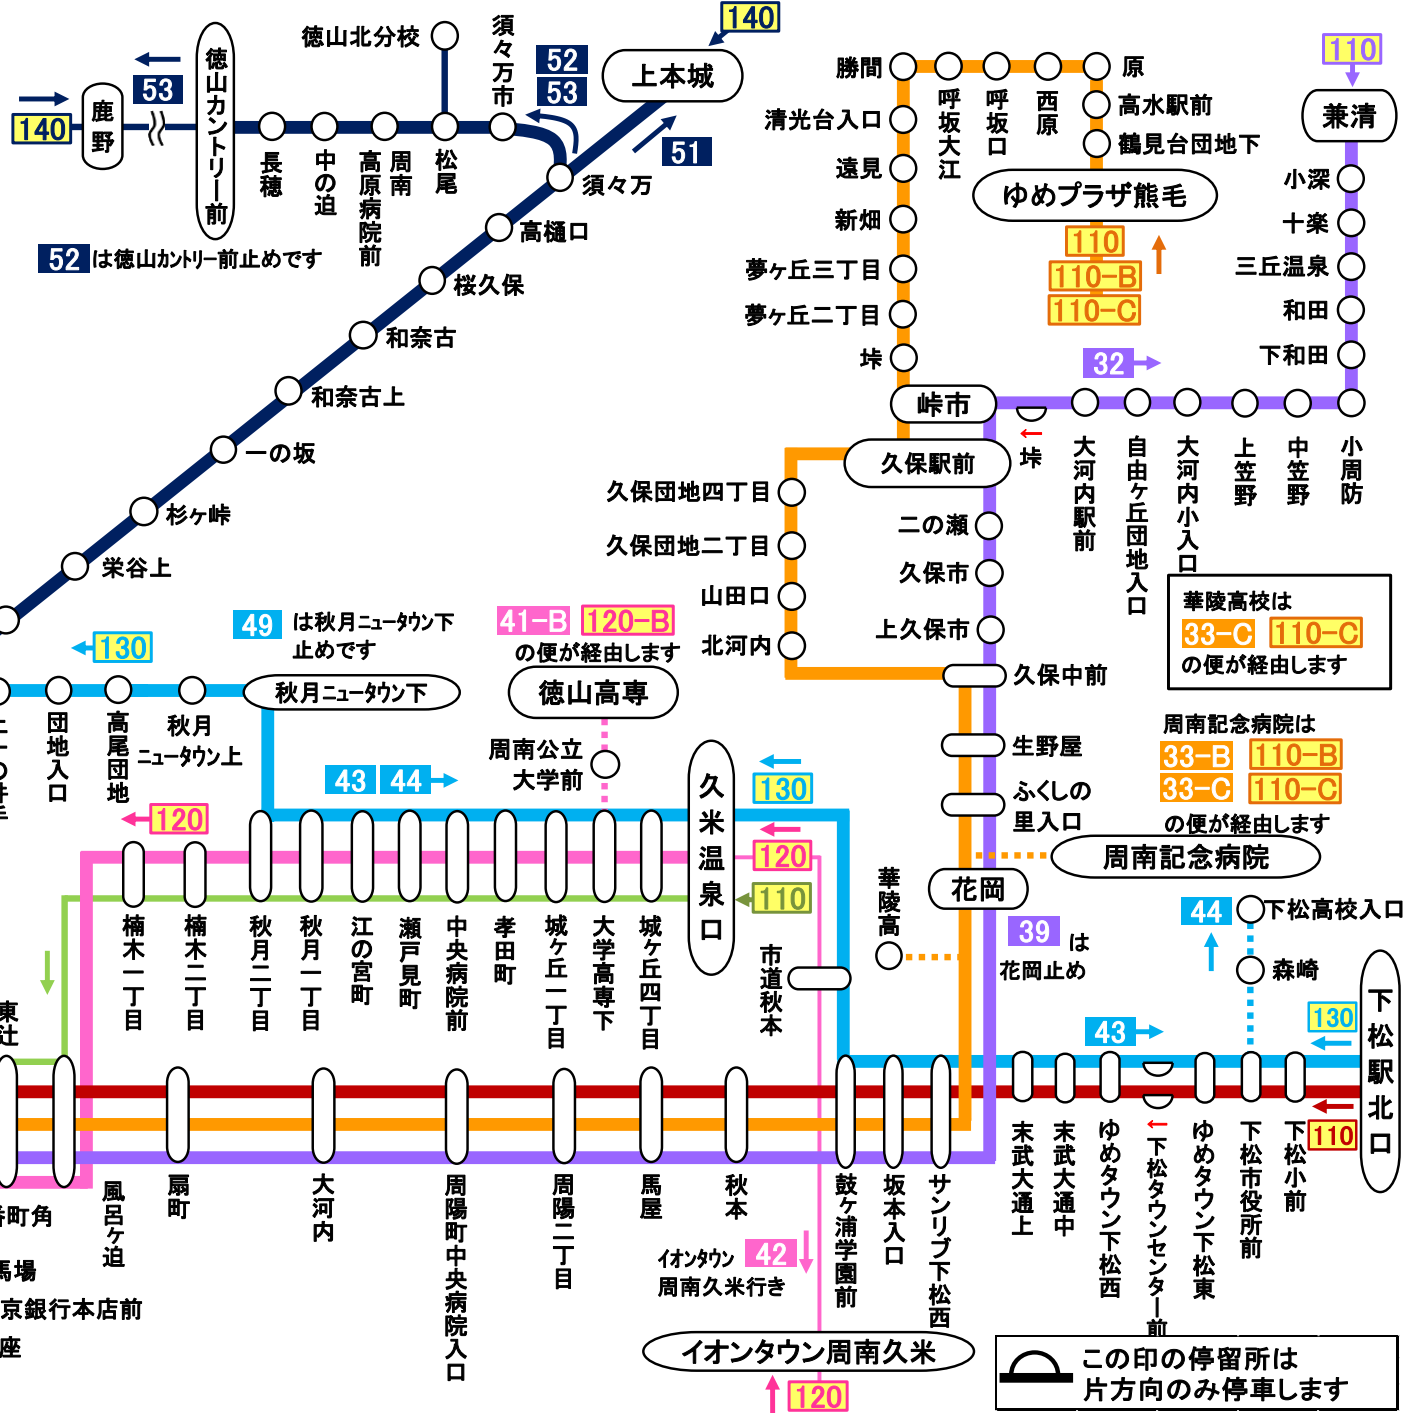 140
徳山北分校
須々万市
52
53
上本城
51
140
鹿野
53
徳山カントリー前
長穂
中の迫
周南
高原病院前
松尾
須々万
52は徳山カントリー前止めです
高樋口
桜久保
和奈古
和奈古上
一の坂
杉ヶ峠
栄谷上
勝間
呼坂大江
呼坂口
西原
原
高水駅前
鶴見台団地下
ゆめプラザ熊毛
110
110-B
110-C
清光台入口
遠見
新畑
夢ヶ丘三丁目
夢ヶ丘二丁目
垰
垰市
久保駅前
110
兼清
小深
十楽
三丘温泉
和田
下和田
32
垰
大河内駅前
自由ヶ丘団地入口
大河内小入口
上笠野
中笠野
小周防
久保団地四丁目
久保団地二丁目
山田口
北河内
二の瀬
久保市
上久保市
久保中前
生野屋
ふくしの
里入口
華陵高校は
33-C 110-C
の便が経由します
周南記念病院は
33-B 110-B
33-C 110-C
の便が経由します
周南記念病院
花岡
華陵高
39は
花岡止め
130
49 は秋月ニュータウン下
止めです
団地入口
高尾団地
秋月
ニュータウン上
秋月ニュータウン下
41-B 120-B
の便が経由します
徳山高専
周南公立
大学前
43 44
久米温泉口
130
120
110
120
楠木一丁目
楠木二丁目
秋月二丁目
秋月一丁目
江の宮町
瀬戸見町
中央病院前
孝田町
城ヶ丘一丁目
大学高専下
城ヶ丘四丁目
市道秋本
44
下松高校入口
森崎
43
130
110
下松駅北口
東辻
町角
馬場
京銀行本店前
座
風呂ヶ迫
扇町
大河内
周陽町中央病院入口
周陽二丁目
馬屋
秋本
鼓ヶ浦学園前
坂本入口
サンリブ下松西
末武大通上
末武大通中
ゆめタウン下松西
下松タウンセンター前
ゆめタウン下松東
下松市役所前
下松小前
イオンタウン 42
周南久米行き
イオンタウン周南久米
120
この印の停留所は
片方向のみ停車します